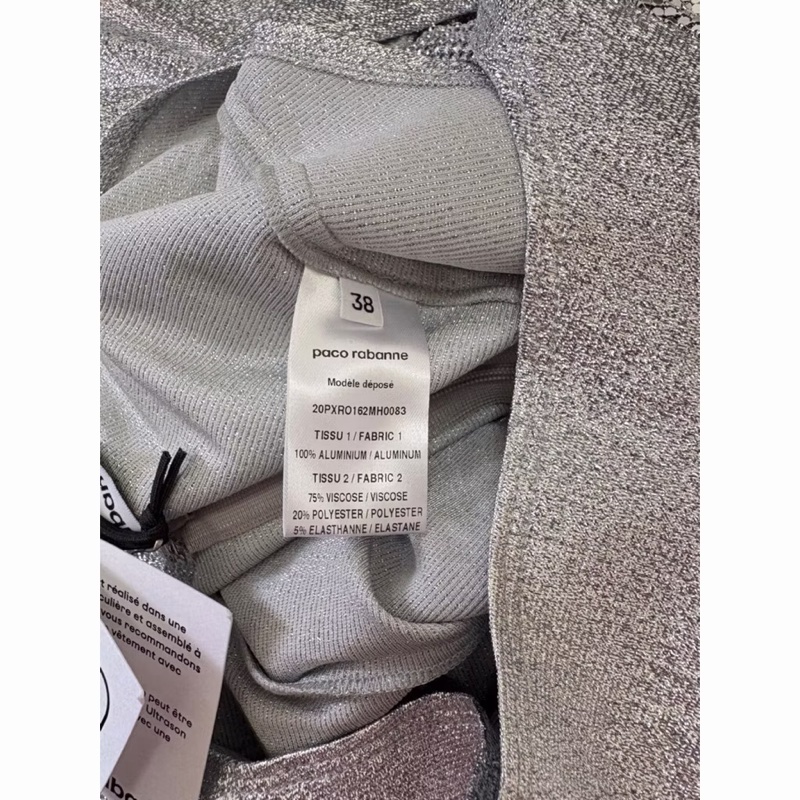 38
paco rabanne
Modèle déposé
20PXRO162MH0083
TISSU 1 / FABRIC 1
100% ALUMINIUM / ALUMINUM
TISSU 2 / FABRIC 2
75% VISCOSE / VISCOSE
20% POLYESTER / POLYESTER
5% ELASTHANNE / ELASTANE
réalisé dans une
et assemblé à
vous recommandons
vêtement avec
peut être
Ultrason
une